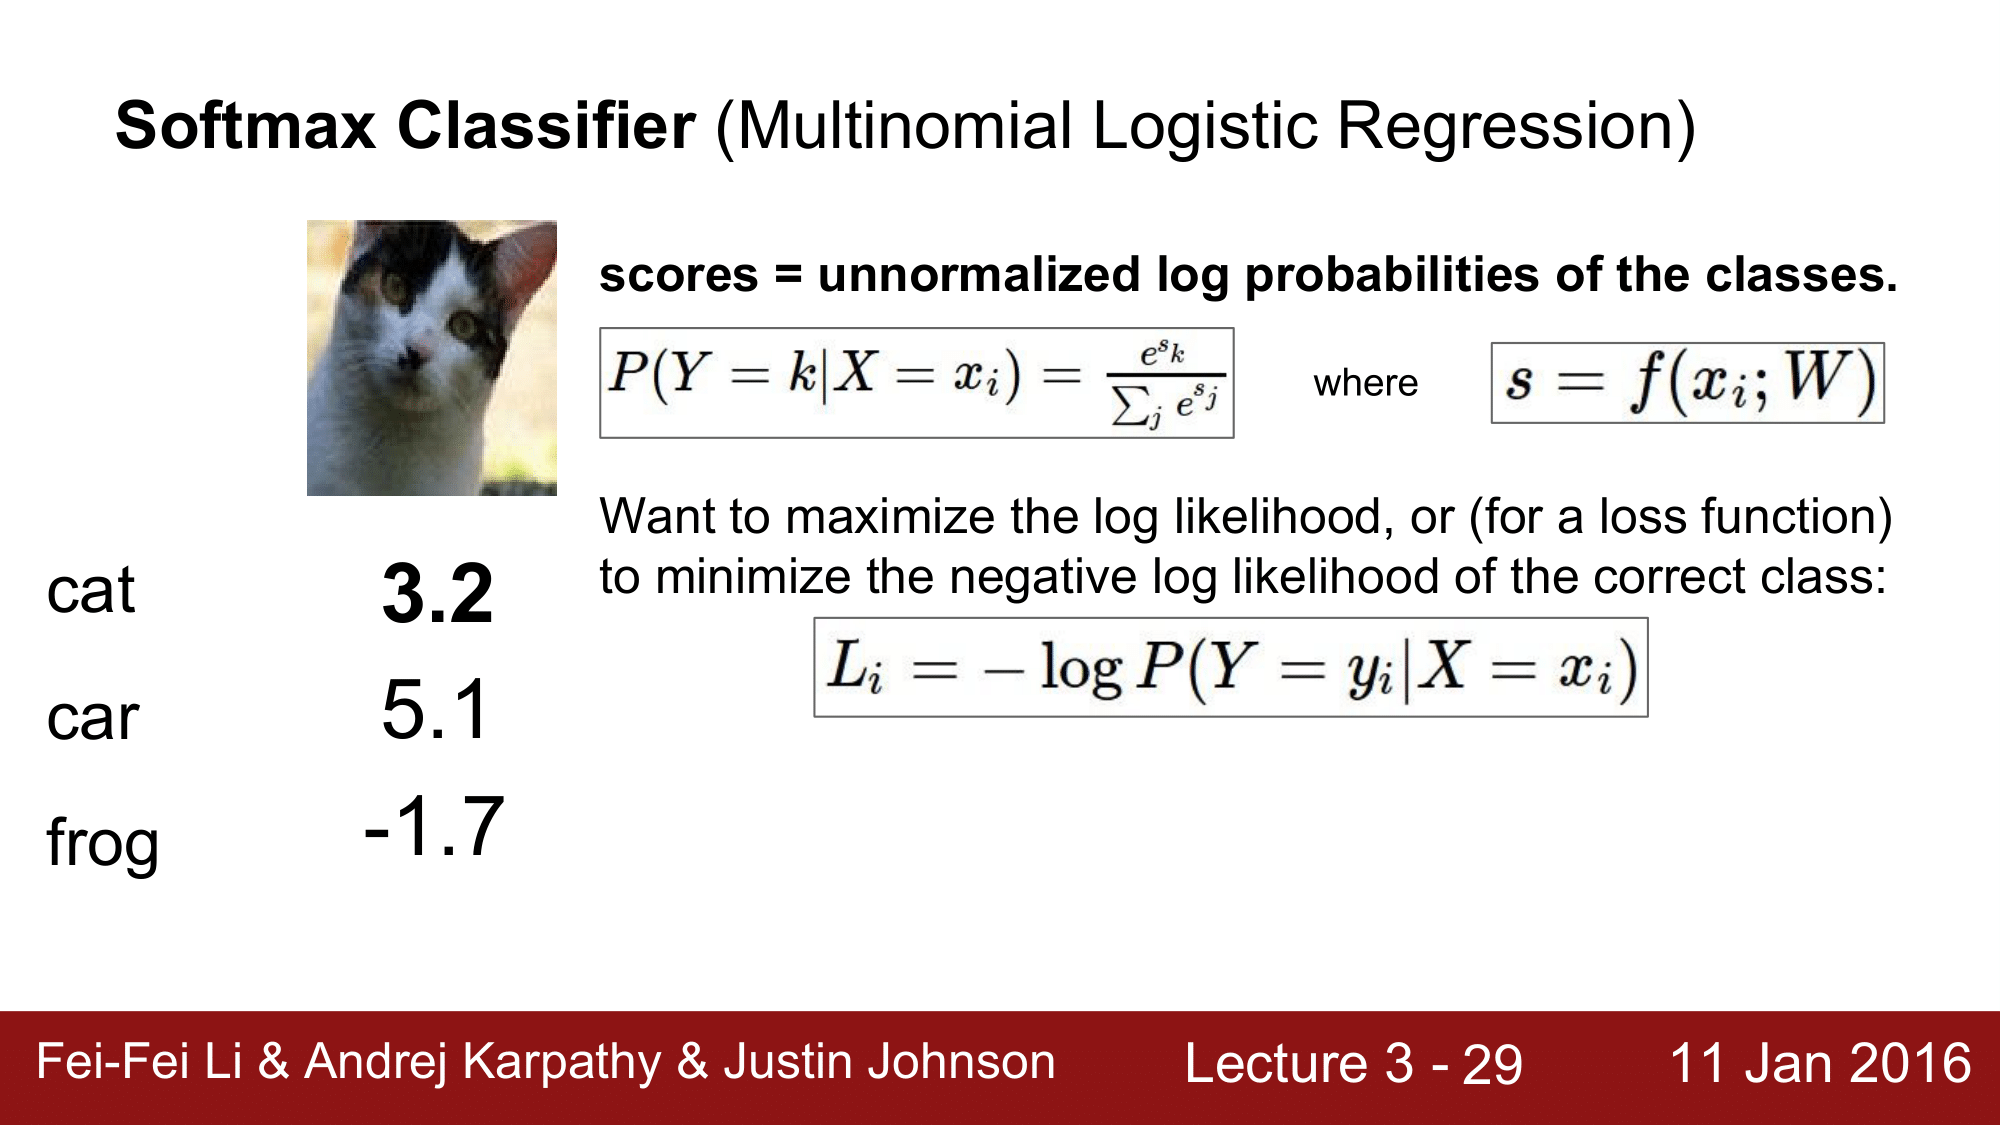 Softmax Classifier (Multinomial Logistic Regression)
scores = unnormalized log probabilities of the classes.
P(Y = k|X = x_i) = \frac{e^{s_k}}{\sum_j e^{s_j}} where s = f(x_i; W)
Want to maximize the log likelihood, or (for a loss function)
to minimize the negative log likelihood of the correct class:
L_i = − log P(Y = y_i|X = x_i)
cat 3.2
car 5.1
frog -1.7
Fei-Fei Li & Andrej Karpathy & Justin Johnson Lecture 3 - 29 11 Jan 2016